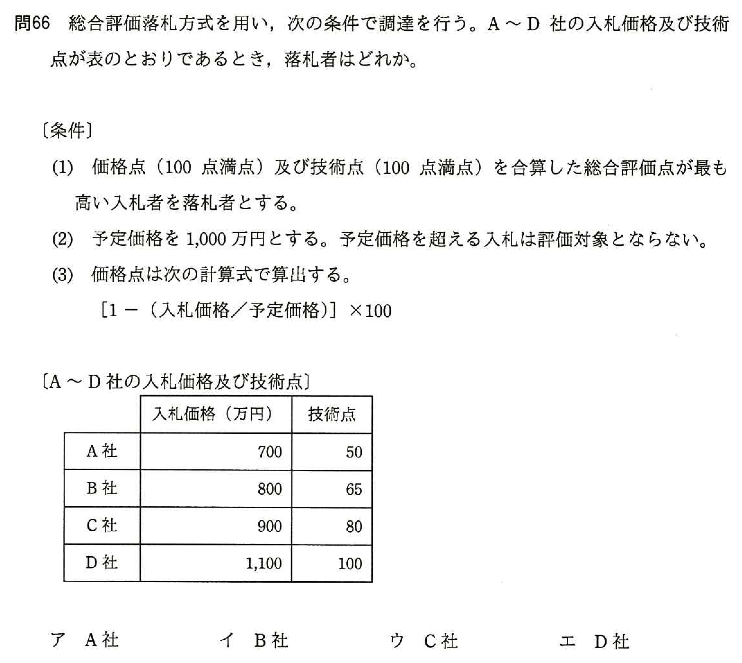 問66 総合評価落札方式を用い，次の条件で調達を行う。A～D 社の入札価格及び技術
点が表のとおりであるとき，落札者はどれか。
〔条件〕
(1) 価格点（100 点満点）及び技術点（100 点満点）を合算した総合評価点が最も
高い入札者を落札者とする。
(2) 予定価格を 1,000 万円とする。予定価格を超える入札は評価対象とならない。
(3) 価格点は次の計算式で算出する。
［1 －（入札価格／予定価格）］×100
〔A～D 社の入札価格及び技術点〕
入札価格（万円） 技術点
A 社 700 50
B 社 800 65
C 社 900 80
D 社 1,100 100
ア A 社 イ B 社 ウ C 社 エ D 社